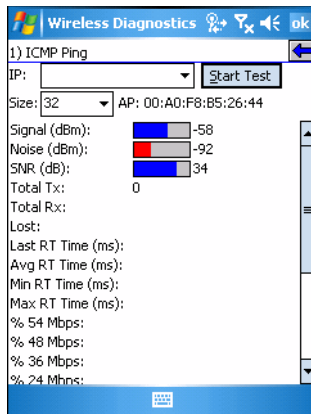 Wireless Diagnostics ok
1) ICMP Ping
IP: Start Test
Size: 32 AP: 00:A0:F8:B5:26:44
Signal (dBm): -58
Noise (dBm): -92
SNR (dB): 34
Total Tx: 0
Total Rx:
Lost:
Last RT Time (ms):
Avg RT Time (ms):
Min RT Time (ms):
Max RT Time (ms):
% 54 Mbps:
% 48 Mbps:
% 36 Mbps:
% 24 Mbps: